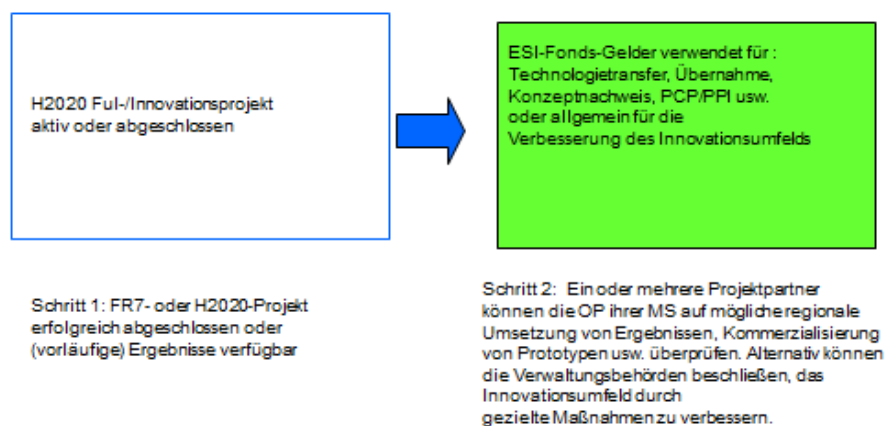 H2020 FuI-/Innovationsprojekt
aktiv oder abgeschlossen
ESI-Fonds-Gelder verwendet für :
Technologietransfer, Übernahme,
Konzeptnachweis, PCP/PPI usw.
oder allgemein für die
Verbesserung des Innovationsumfelds
Schritt 1: FR7- oder H2020-Projekt
erfolgreich abgeschlossen oder
(vorläufige) Ergebnisse verfügbar
Schritt 2: Ein oder mehrere Projektpartner
können die OP ihrer MS auf mögliche regionale
Umsetzung von Ergebnissen, Kommerzialisierung
von Prototypen usw. überprüfen. Alternativ können
die Verwaltungsbehörden beschließen, das
Innovationsumfeld durch
gezielte Maßnahmen zu verbessern.